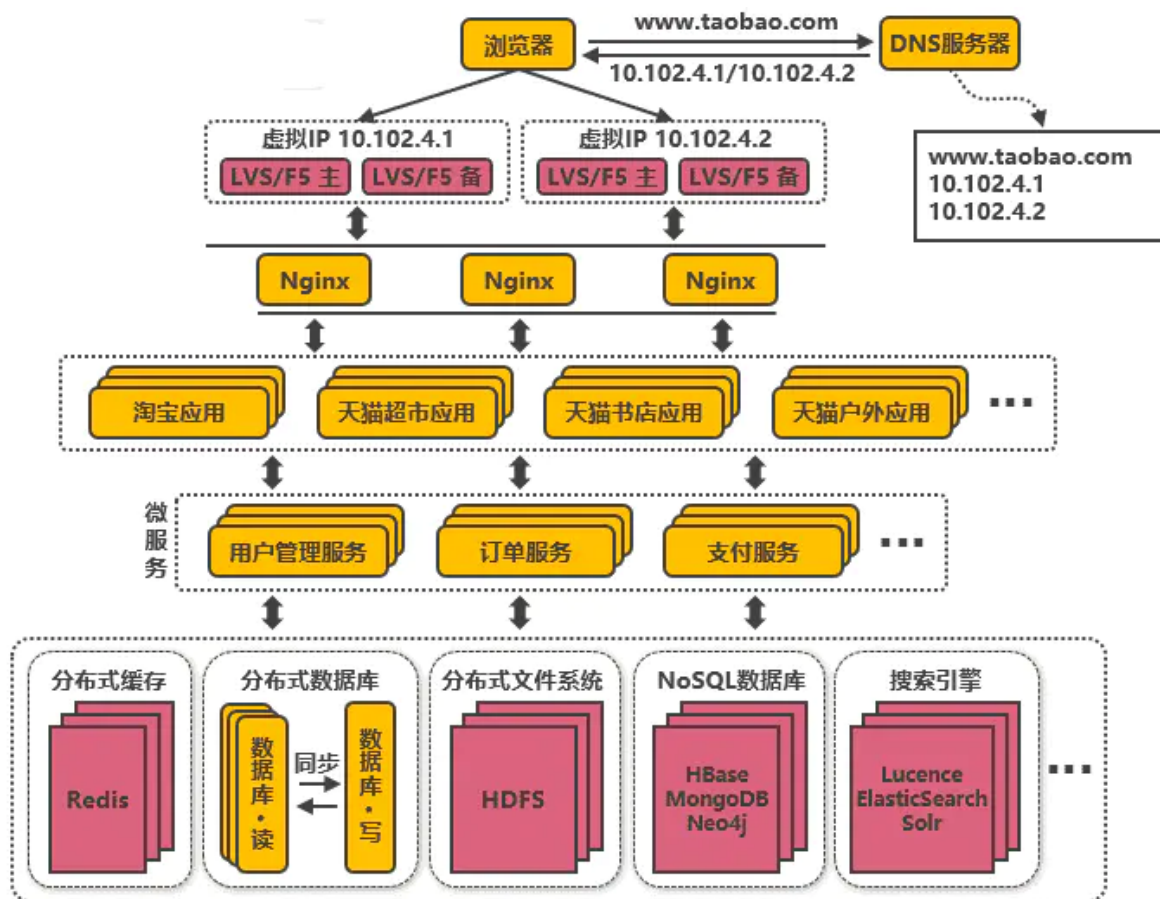 浏览器
www.taobao.com
10.102.4.1/10.102.4.2
DNS服务器
www.taobao.com
10.102.4.1
10.102.4.2
虚拟IP 10.102.4.1
LVS/F5 主
LVS/F5 备
虚拟IP 10.102.4.2
LVS/F5 主
LVS/F5 备
Nginx
Nginx
Nginx
淘宝应用
天猫超市应用
天猫书店应用
天猫户外应用
...
微服务
用户管理服务
订单服务
支付服务
...
分布式缓存
Redis
分布式数据库
数据库·读
同步
数据库·写
分布式文件系统
HDFS
NoSQL数据库
HBase
MongoDB
Neo4j
搜索引擎
Lucence
ElasticSearch
Solr
...